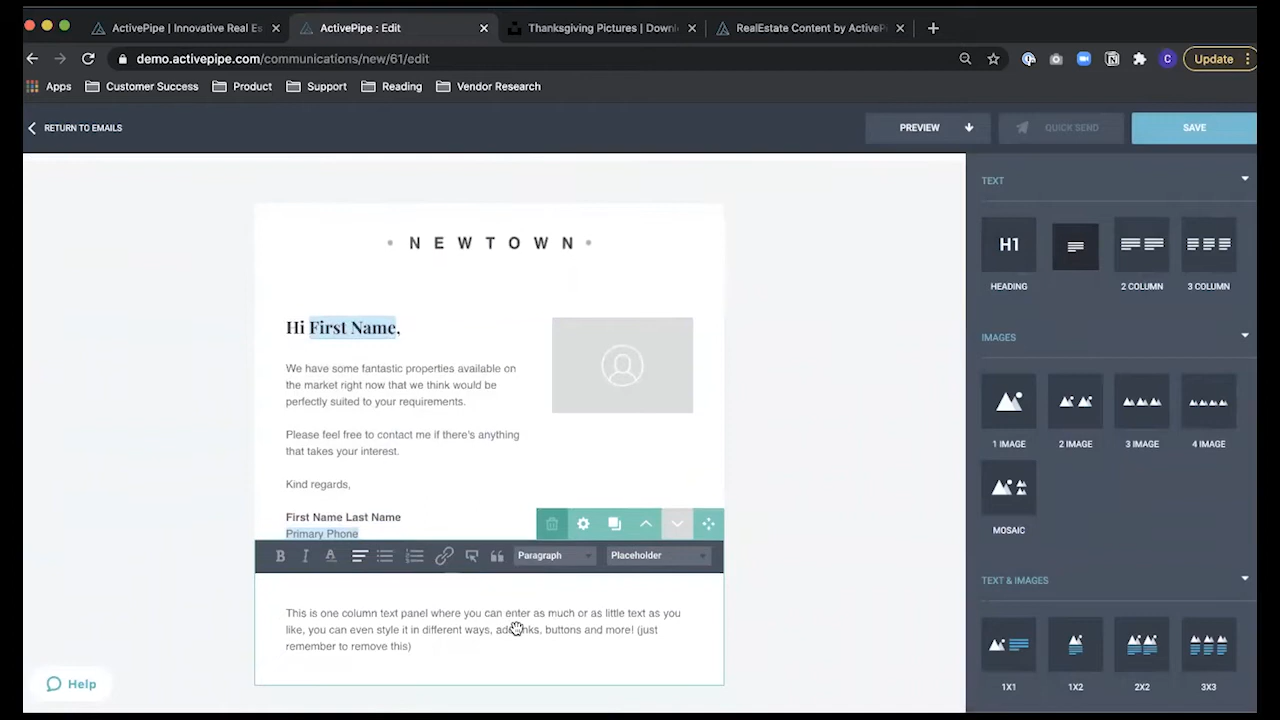 ActivePipe | Innovative Real Es
ActivePipe : Edit
Thanksgiving Pictures | Downl
RealEstate Content by ActiveP
demo.activepipe.com/communications/new/61/edit
C
Update
Apps
Customer Success
Product
Support
Reading
Vendor Research
RETURN TO EMAILS
PREVIEW
QUICK SEND
SAVE
• NEWTOWN •
Hi First Name,
We have some fantastic properties available on
the market right now that we think would be
perfectly suited to your requirements.
Please feel free to contact me if there's anything
that takes your interest.
Kind regards,
First Name Last Name
Primary Phone
B I A Paragraph Placeholder
This is one column text panel where you can enter as much or as little text as you
like, you can even style it in different ways, add links, buttons and more! (just
remember to remove this)
Help
TEXT
H1
HEADING
2 COLUMN
3 COLUMN
IMAGES
1 IMAGE
2 IMAGE
3 IMAGE
4 IMAGE
MOSAIC
TEXT & IMAGES
1X1
1X2
2X2
3X3